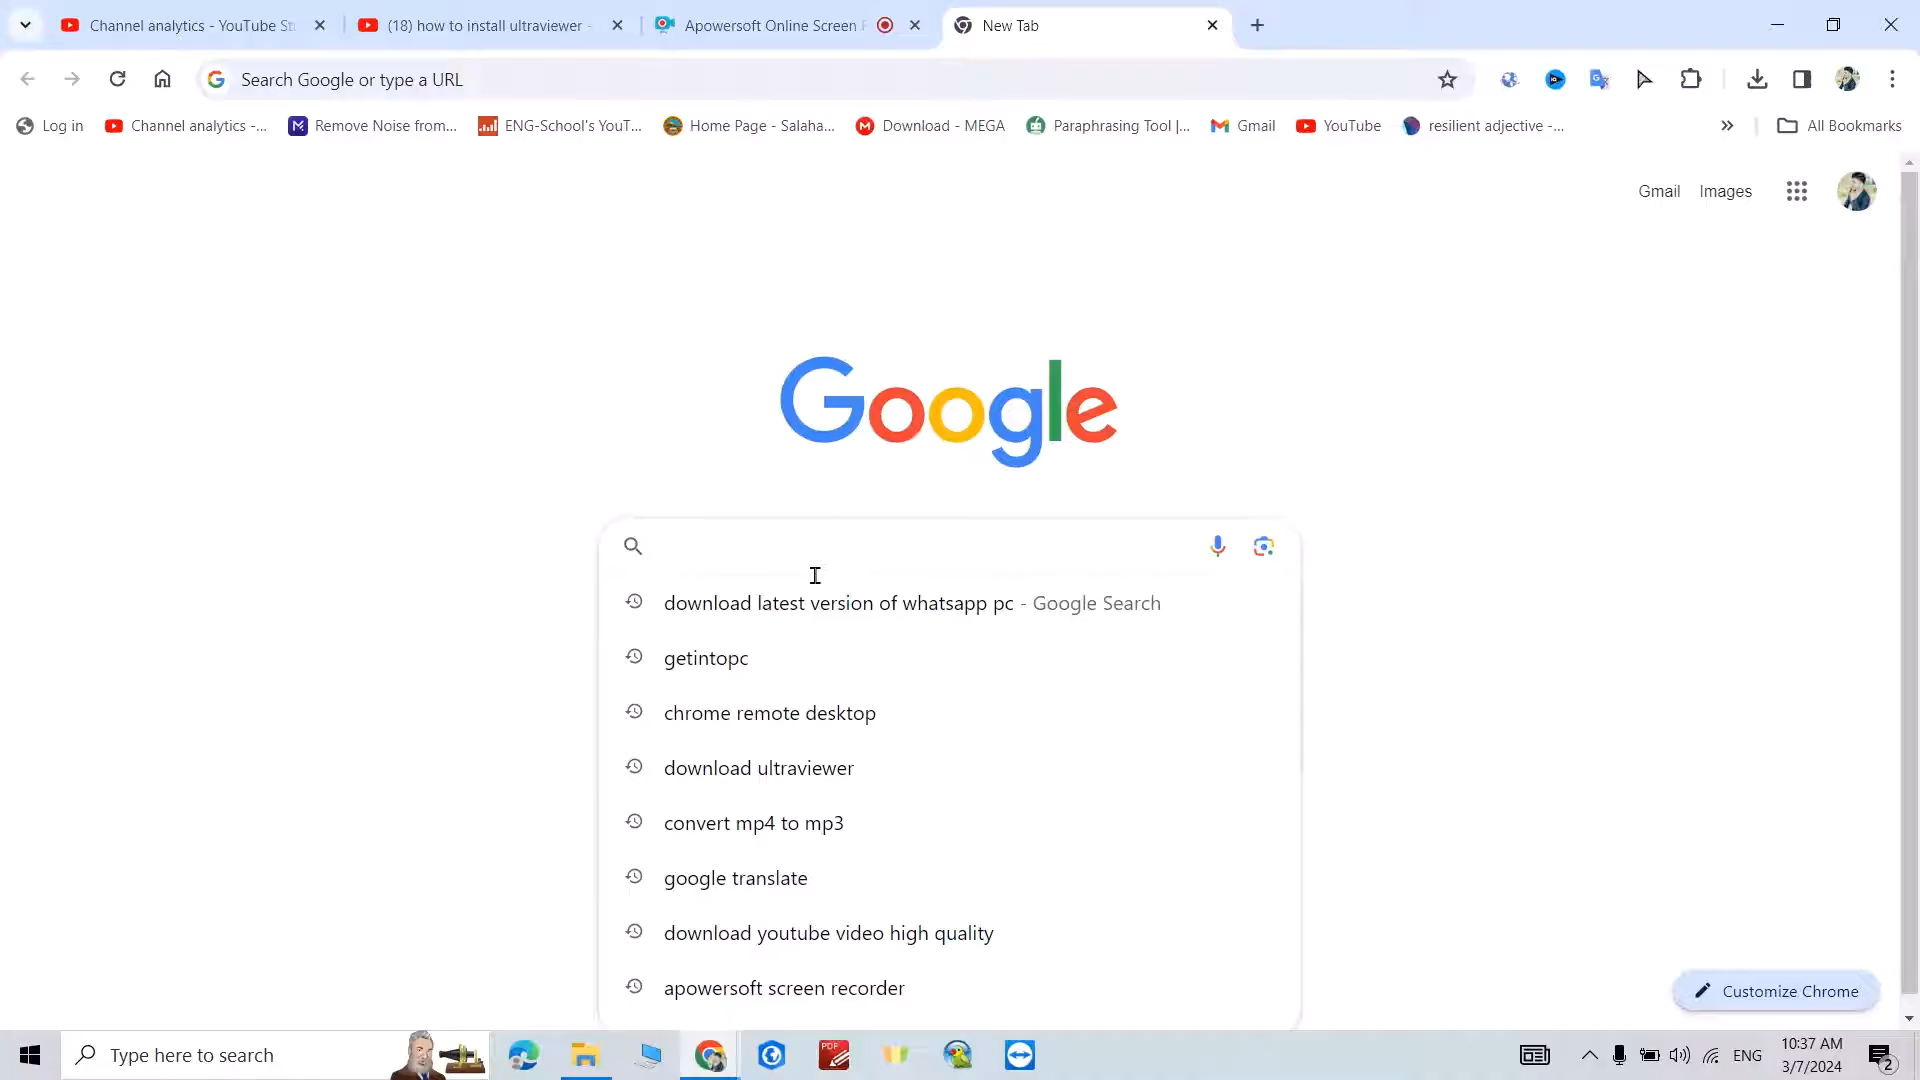 Channel analytics - YouTube St
(18) how to install ultraviewer -
Apowersoft Online Screen R
New Tab
Search Google or type a URL
Log in
Channel analytics -...
Remove Noise from...
ENG-School's YouT...
Home Page - Salaha...
Download - MEGA
Paraphrasing Tool |...
Gmail
YouTube
resilient adjective -...
All Bookmarks
Gmail
Images
Google
download latest version of whatsapp pc - Google Search
getintopc
chrome remote desktop
download ultraviewer
convert mp4 to mp3
google translate
download youtube video high quality
apowersoft screen recorder
Customize Chrome
Type here to search
PDF
ENG
10:37 AM
3/7/2024
2